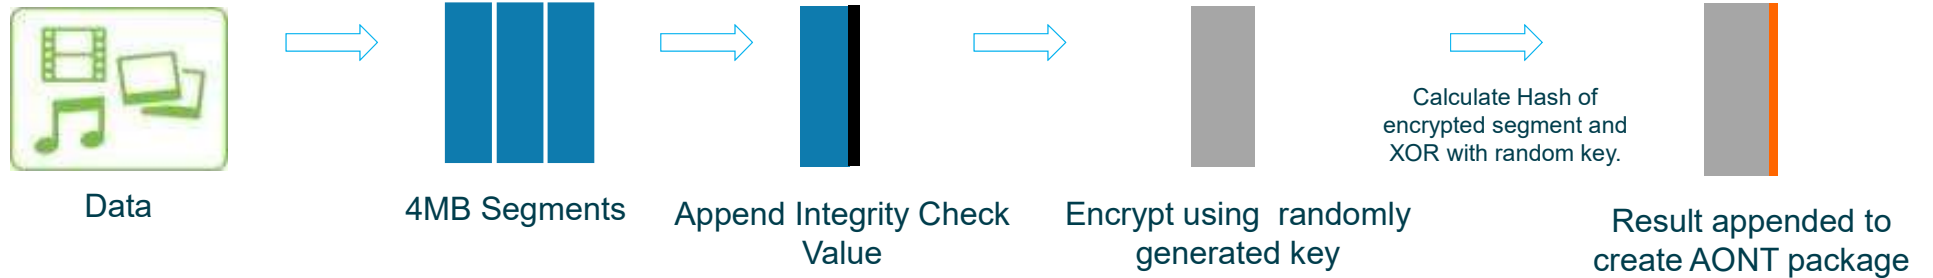 Data
4MB Segments
Append Integrity Check
Value
Encrypt using  randomly
generated key
Calculate Hash of
encrypted segment and
XOR with random key.
Result appended to
create AONT package